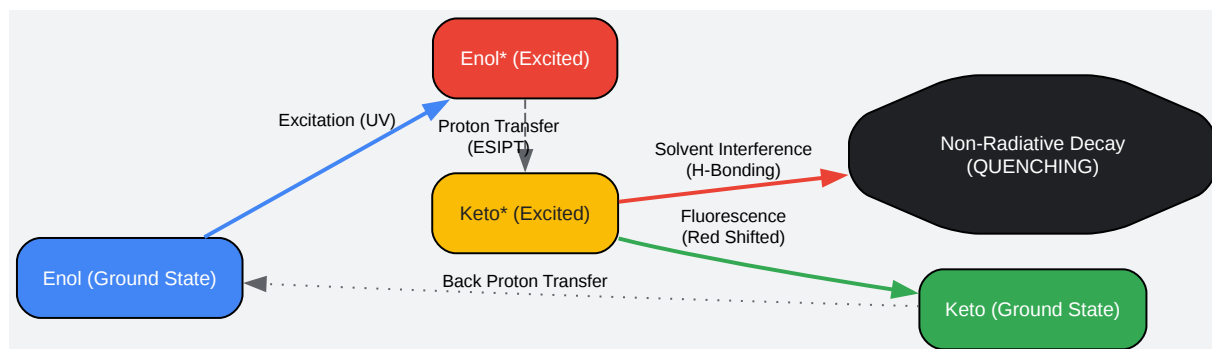 Enol* (Excited)
Excitation (UV)
Proton Transfer
(ESIPT)
Solvent Interference
(H-Bonding)
Non-Radiative Decay
(QUENCHING)
Keto* (Excited)
Fluorescence
(Red Shifted)
Enol (Ground State)
Back Proton Transfer
Keto (Ground State)